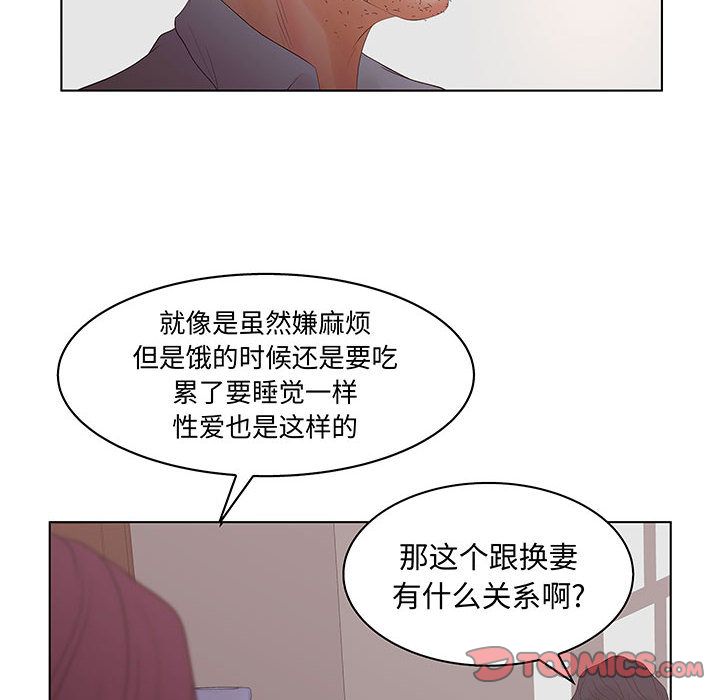 就像是虽然嫌麻烦
但是饿的时候还是要吃
累了要睡觉一样
性爱也是这样的
那这个跟换妻
有什么关系啊?
TOOMICS.COM